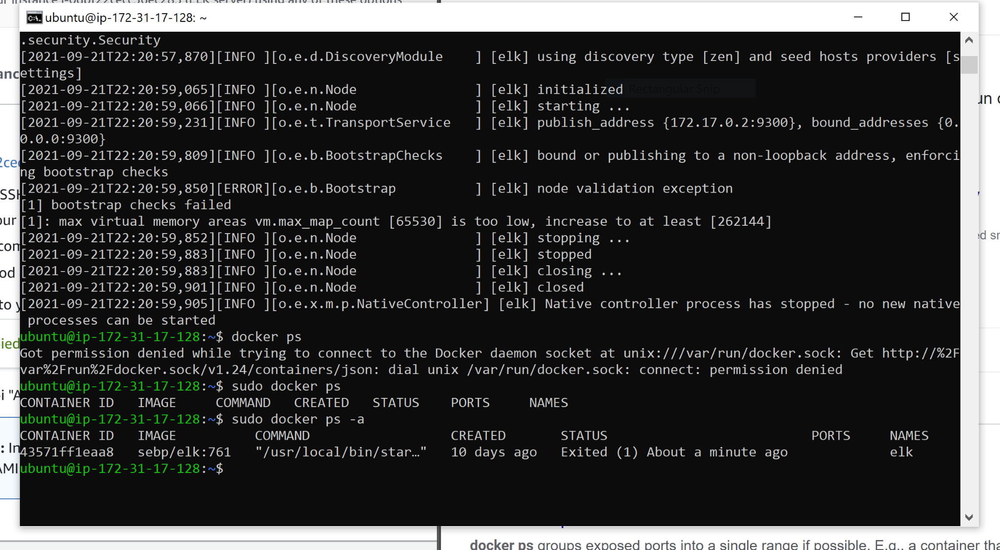 ubuntu@ip-172-31-17-128: ~
.security.Security
[2021-09-21T22:20:57,870][INFO ][o.e.d.DiscoveryModule    ] [elk] using discovery type [zen] and seed hosts providers [s
ettings]
[2021-09-21T22:20:59,065][INFO ][o.e.n.Node               ] [elk] initialized
Rectangular Snip
[2021-09-21T22:20:59,066][INFO ][o.e.n.Node               ] [elk] starting ...
[2021-09-21T22:20:59,231][INFO ][o.e.t.TransportService   ] [elk] publish_address {172.17.0.2:9300}, bound_addresses {0.
0.0.0:9300}
[2021-09-21T22:20:59,809][INFO ][o.e.b.BootstrapChecks    ] [elk] bound or publishing to a non-loopback address, enforci
ng bootstrap checks
[2021-09-21T22:20:59,850][ERROR][o.e.b.Bootstrap          ] [elk] node validation exception
[1] bootstrap checks failed
[1]: max virtual memory areas vm.max_map_count [65530] is too low, increase to at least [262144]
[2021-09-21T22:20:59,852][INFO ][o.e.n.Node               ] [elk] stopping ...
[2021-09-21T22:20:59,883][INFO ][o.e.n.Node               ] [elk] stopped
[2021-09-21T22:20:59,883][INFO ][o.e.n.Node               ] [elk] closing ...
[2021-09-21T22:20:59,901][INFO ][o.e.n.Node               ] [elk] closed
[2021-09-21T22:20:59,905][INFO ][o.e.x.m.p.NativeController] [elk] Native controller process has stopped - no new native
 processes can be started
ubuntu@ip-172-31-17-128:~$ docker ps
Got permission denied while trying to connect to the Docker daemon socket at unix:///var/run/docker.sock: Get http://%2F
var%2Frun%2Fdocker.sock/v1.24/containers/json: dial unix /var/run/docker.sock: connect: permission denied
ubuntu@ip-172-31-17-128:~$ sudo docker ps
CONTAINER ID   IMAGE     COMMAND   CREATED   STATUS    PORTS     NAMES
ubuntu@ip-172-31-17-128:~$ sudo docker ps -a
CONTAINER ID   IMAGE          COMMAND                  CREATED       STATUS                          PORTS     NAMES
43571ff1eaa8   sebp/elk:761   "/usr/local/bin/star…"   10 days ago   Exited (1) About a minute ago             elk
ubuntu@ip-172-31-17-128:~$
docker ps groups exposed ports into a single range if possible. E.g., a container tha